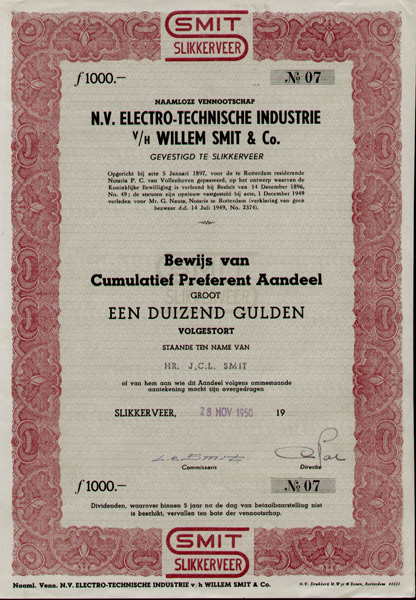 SMIT
SLIKKERVEER
ƒ 1000.—
№ 07
NAAMLOZE VENNOOTSCHAP
N.V. ELECTRO-TECHNISCHE INDUSTRIE
V/H WILLEM SMIT & Co.
GEVESTIGD TE SLIKKERVEER
Opgericht bij acte 5 Januari 1897, voor de te Rotterdam residerende
Notaris P. C. van Vollenhoven gepasseerd, op het ontwerp waarvan de
Koninklijke Bewilliging is verleend bij Besluit van 14 December 1896,
No. 49; de statuten zijn opnieuw vastgesteld bij acte, 1 December 1949
verleden voor Mr. G. Nauta, Notaris te Rotterdam (verklaring van geen
bezwaar d.d. 14 Juli 1949, No. 2374).
Bewijs van
Cumulatief Preferent Aandeel
GROOT
EEN DUIZEND GULDEN
VOLGESTORT
STAANDE TEN NAME VAN
HR. J.C.L. SMIT
of van hem aan wie dit Aandeel volgens ommestaande
aantekening mocht zijn overgedragen
SLIKKERVEER, 28 NOV 1950 19
Commissaris
Directie
ƒ 1000.—
№ 07
Dividenden, waarover binnen 5 jaar na de dag van betaalbaarstelling niet
is beschikt, vervallen ten bate der vennootschap.
SMIT
SLIKKERVEER
Naaml. Venn. N.V. ELECTRO-TECHNISCHE INDUSTRIE v/h WILLEM SMIT & Co.
N.V. Drukkerij
Rotterdam